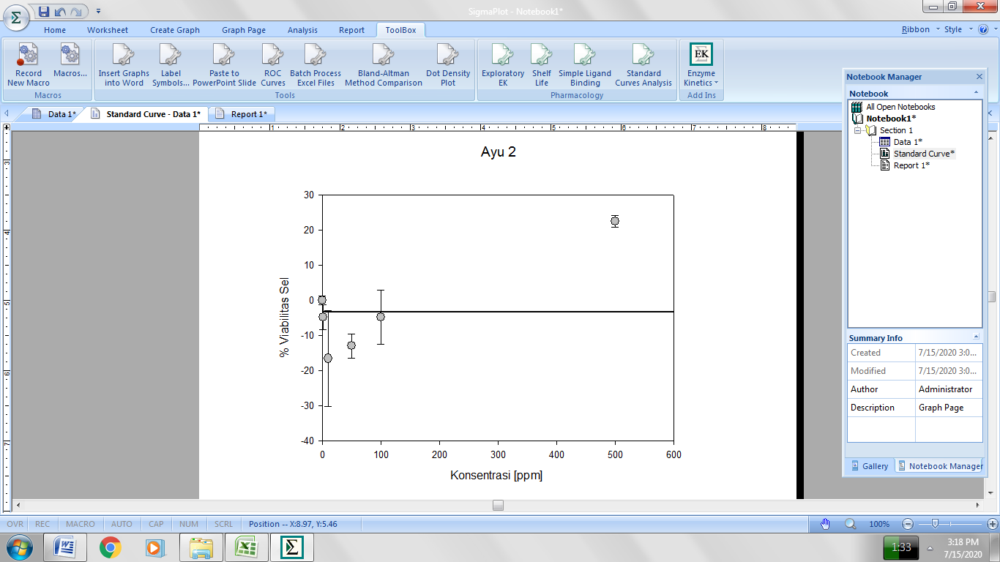 SigmaPlot - Notebook1*
Home Worksheet Create Graph Graph Page Analysis Report ToolBox Ribbon Style
Record New Macro
Macros...
Insert Graphs into Word
Label Symbols...
Paste to PowerPoint Slide
ROC Curves
Batch Process Excel Files
Bland-Altman Method Comparison
Dot Density Plot
Exploratory EK
Shelf Life
Simple Ligand Binding
Standard Curves Analysis
EK
Enzyme Kinetics
Macros Tools Pharmacology Add Ins
Data 1* Standard Curve - Data 1* Report 1*
1 2 3 4 5 6 7 8
3
4
5
6
7
Ayu 2
30
20
10
0
-10
-20
-30
-40
% Viabilitas Sel
0 100 200 300 400 500 600
Konsentrasi [ppm]
Notebook Manager
Notebook
All Open Notebooks
Notebook1*
Section 1
Data 1*
Standard Curve*
Report 1*
Summary Info
Created 7/15/2020 3:0...
Modified 7/15/2020 3:0...
Author Administrator
Description Graph Page
Gallery Notebook Manager
OVR REC MACRO AUTO CAP NUM SCRL Position -- X:8.97, Y:5.46 100%
1:33
3:18 PM
7/15/2020